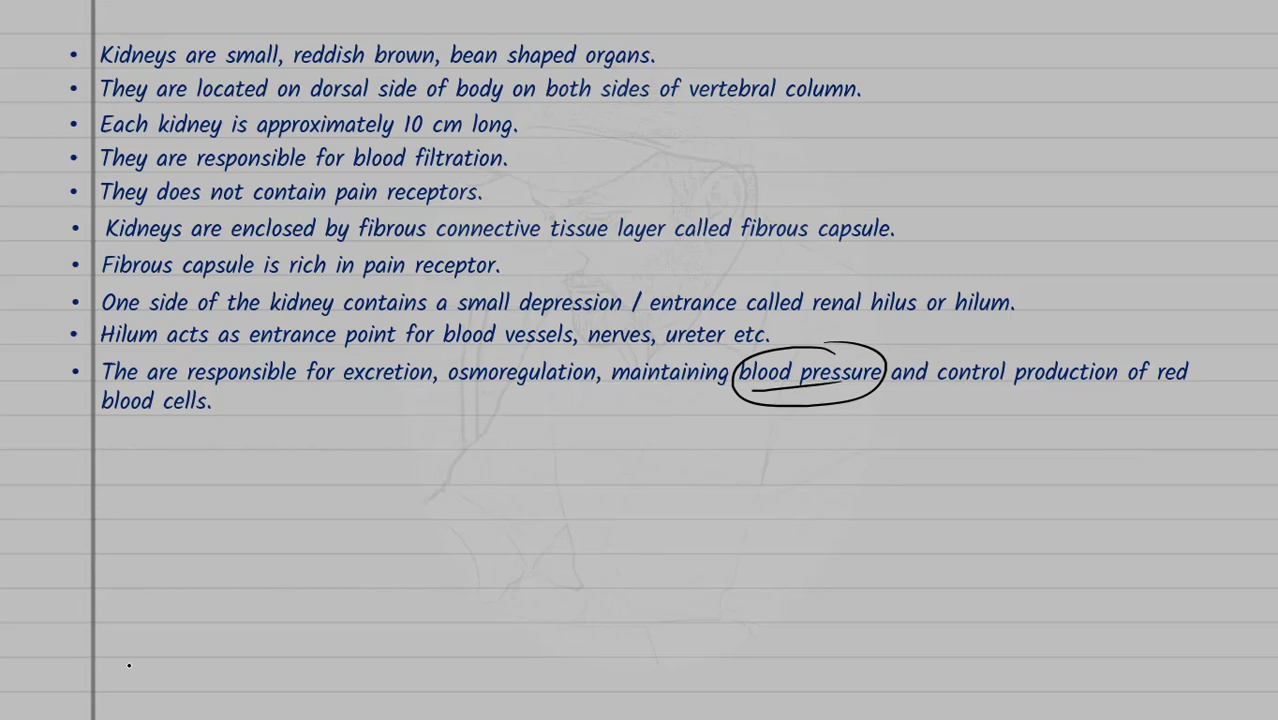 • Kidneys are small, reddish brown, bean shaped organs.
• They are located on dorsal side of body on both sides of vertebral column.
• Each kidney is approximately 10 cm long.
• They are responsible for blood filtration.
• They does not contain pain receptors.
• Kidneys are enclosed by fibrous connective tissue layer called fibrous capsule.
• Fibrous capsule is rich in pain receptor.
• One side of the kidney contains a small depression / entrance called renal hilus or hilum.
• Hilum acts as entrance point for blood vessels, nerves, ureter etc.
• The are responsible for excretion, osmoregulation, maintaining blood pressure and control production of red
blood cells.